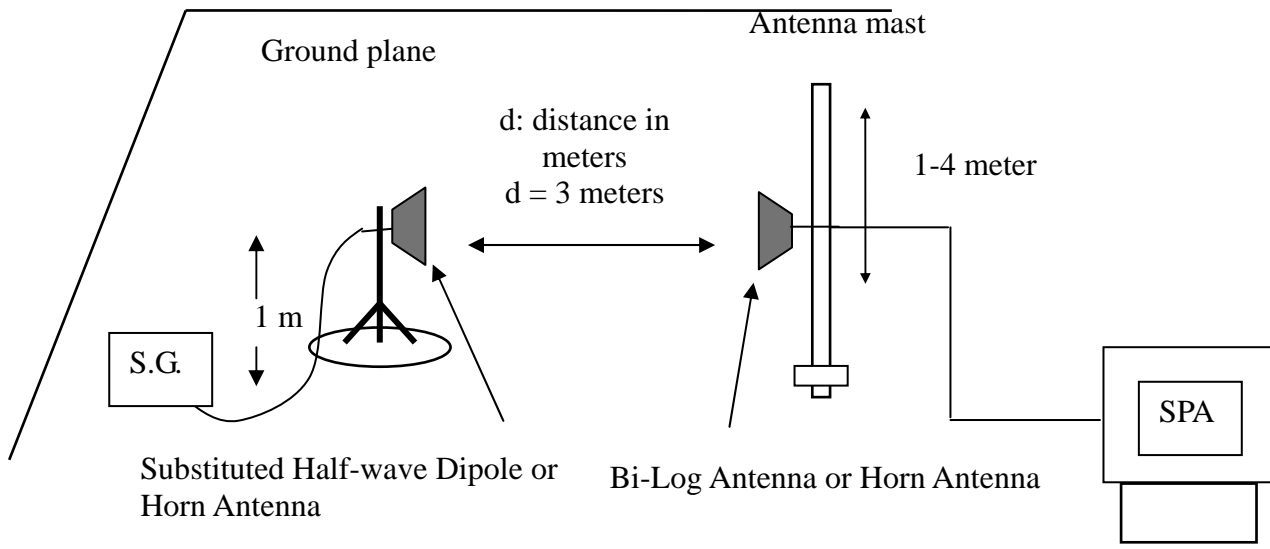 Antenna mast
Ground plane
d: distance in
meters
d = 3 meters
1-4 meter
1 m
S.G.
SPA
Substituted Half-wave Dipole or
Horn Antenna
Bi-Log Antenna or Horn Antenna